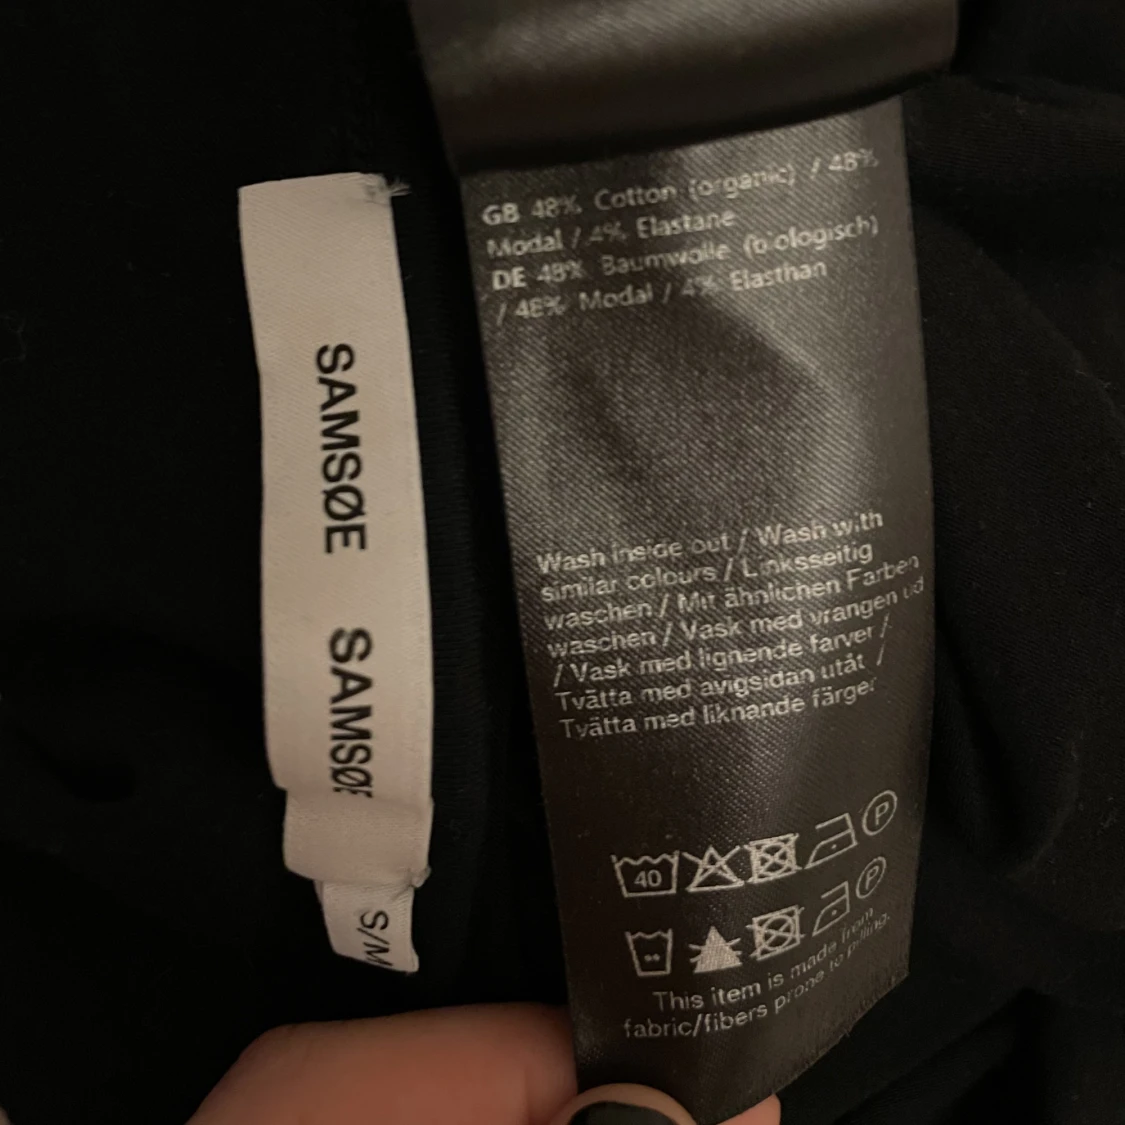 SAMSØE SAMSØE
S/M
GB 48% Cotton (organic) / 48%
Modal / 4% Elastane
DE 48% Baumwolle (biologisch)
/ 48% Modal / 4% Elasthan
Wash inside out / Wash with
similar colours / Linksseitig
waschen / Mit ähnlichen Farben
waschen / Vask med vrangen ud
/ Vask med lignende farver /
Tvätta med avigsidan utåt /
Tvätta med liknande färger
40 P
P
This item is made from
fabric/fibers prone to pilling.